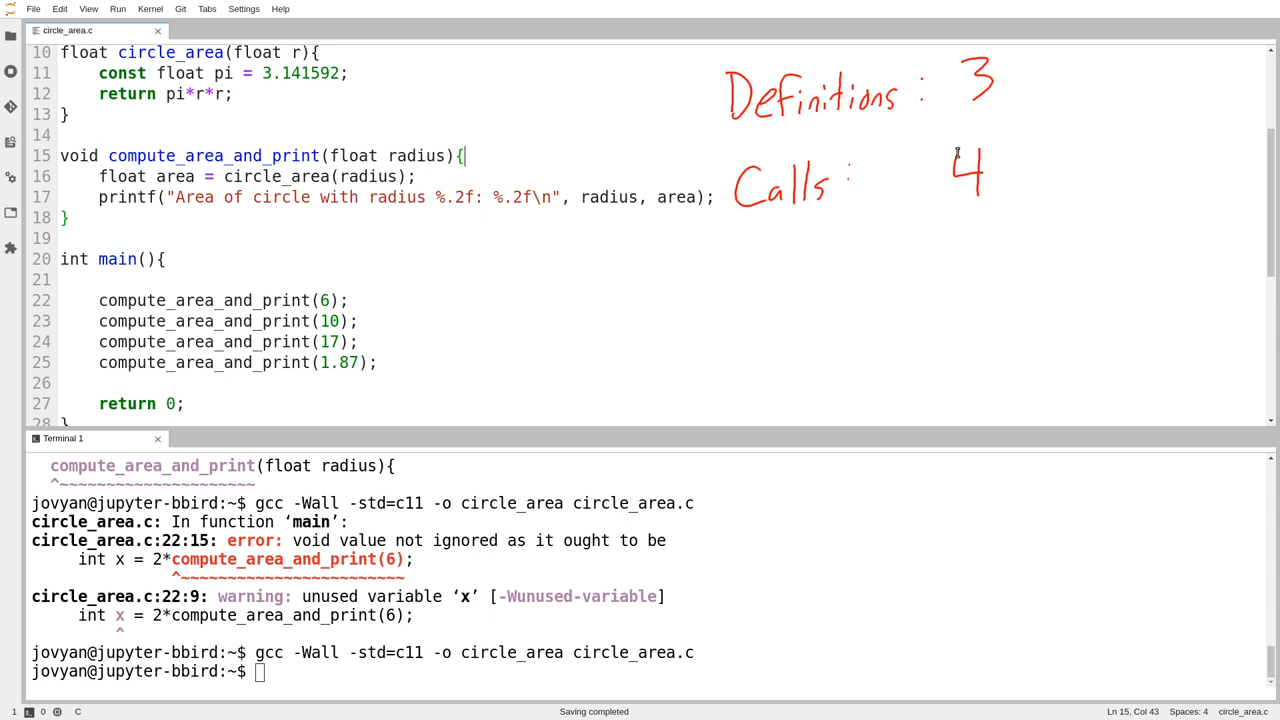 File Edit View Run Kernel Git Tabs Settings Help
circle_area.c
10 float circle_area(float r){
11     const float pi = 3.141592;
12     return pi*r*r;
13 }
14
15 void compute_area_and_print(float radius){
16     float area = circle_area(radius);
17     printf("Area of circle with radius %.2f: %.2f\n", radius, area);
18 }
19
20 int main(){
21
22     compute_area_and_print(6);
23     compute_area_and_print(10);
24     compute_area_and_print(17);
25     compute_area_and_print(1.87);
26
27     return 0;
28 }
Definitions : 3
Calls : 4
Terminal 1
compute_area_and_print(float radius){
^~~~~~~~~~~~~~~~~~~~~~
jovyan@jupyter-bbird:~$ gcc -Wall -std=c11 -o circle_area circle_area.c
circle_area.c: In function ‘main’:
circle_area.c:22:15: error: void value not ignored as it ought to be
int x = 2*compute_area_and_print(6);
^~~~~~~~~~~~~~~~~~~~~~~~~
circle_area.c:22:9: warning: unused variable ‘x’ [-Wunused-variable]
int x = 2*compute_area_and_print(6);
^
jovyan@jupyter-bbird:~$ gcc -Wall -std=c11 -o circle_area circle_area.c
jovyan@jupyter-bbird:~$
1 0 C Saving completed Ln 15, Col 43 Spaces: 4 circle_area.c